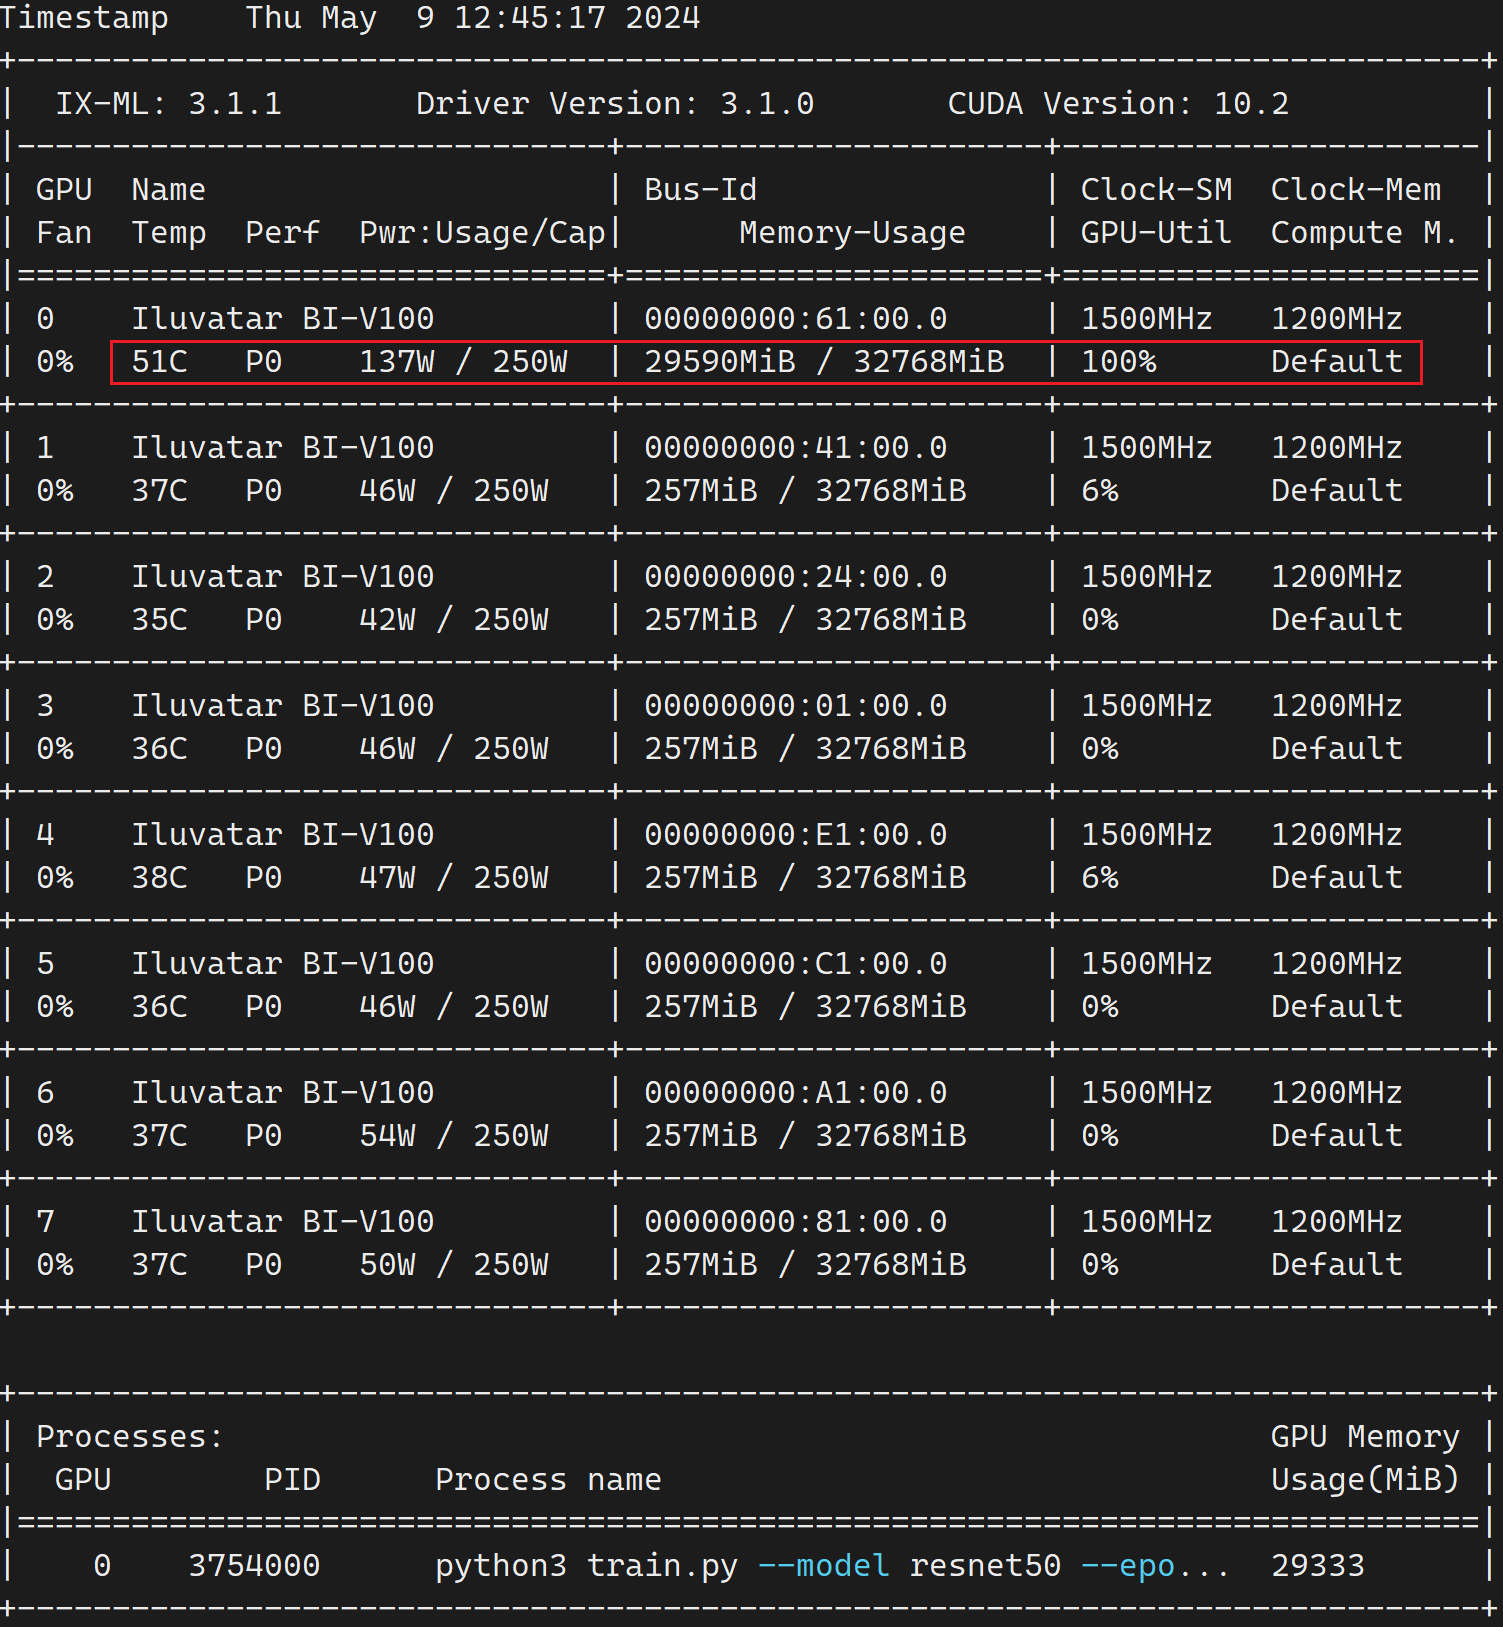 Timestamp    Thu May  9 12:45:17 2024
+-----------------------------------------------------------------------------+
|  IX-ML: 3.1.1       Driver Version: 3.1.0       CUDA Version: 10.2          |
|-------------------------------+----------------------+----------------------|
| GPU  Name                     | Bus-Id               | Clock-SM  Clock-Mem  |
| Fan  Temp  Perf  Pwr:Usage/Cap|      Memory-Usage    | GPU-Util  Compute M. |
|===============================+======================+======================|
| 0    Iluvatar BI-V100         | 00000000:61:00.0     | 1500MHz   1200MHz    |
| 0%   51C   P0    137W / 250W  | 29590MiB / 32768MiB  | 100%      Default    |
+-------------------------------+----------------------+----------------------+
| 1    Iluvatar BI-V100         | 00000000:41:00.0     | 1500MHz   1200MHz    |
| 0%   37C   P0    46W / 250W   | 257MiB / 32768MiB    | 6%        Default    |
+-------------------------------+----------------------+----------------------+
| 2    Iluvatar BI-V100         | 00000000:24:00.0     | 1500MHz   1200MHz    |
| 0%   35C   P0    42W / 250W   | 257MiB / 32768MiB    | 0%        Default    |
+-------------------------------+----------------------+----------------------+
| 3    Iluvatar BI-V100         | 00000000:01:00.0     | 1500MHz   1200MHz    |
| 0%   36C   P0    46W / 250W   | 257MiB / 32768MiB    | 0%        Default    |
+-------------------------------+----------------------+----------------------+
| 4    Iluvatar BI-V100         | 00000000:E1:00.0     | 1500MHz   1200MHz    |
| 0%   38C   P0    47W / 250W   | 257MiB / 32768MiB    | 6%        Default    |
+-------------------------------+----------------------+----------------------+
| 5    Iluvatar BI-V100         | 00000000:C1:00.0     | 1500MHz   1200MHz    |
| 0%   36C   P0    46W / 250W   | 257MiB / 32768MiB    | 0%        Default    |
+-------------------------------+----------------------+----------------------+
| 6    Iluvatar BI-V100         | 00000000:A1:00.0     | 1500MHz   1200MHz    |
| 0%   37C   P0    54W / 250W   | 257MiB / 32768MiB    | 0%        Default    |
+-------------------------------+----------------------+----------------------+
| 7    Iluvatar BI-V100         | 00000000:81:00.0     | 1500MHz   1200MHz    |
| 0%   37C   P0    50W / 250W   | 257MiB / 32768MiB    | 0%        Default    |
+-------------------------------+----------------------+----------------------+

+-----------------------------------------------------------------------------+
| Processes:                                                       GPU Memory |
|  GPU        PID      Process name                                Usage(MiB) |
|=============================================================================|
|    0    3754000      python3 train.py --model resnet50 --epo...  29333      |
+-----------------------------------------------------------------------------+